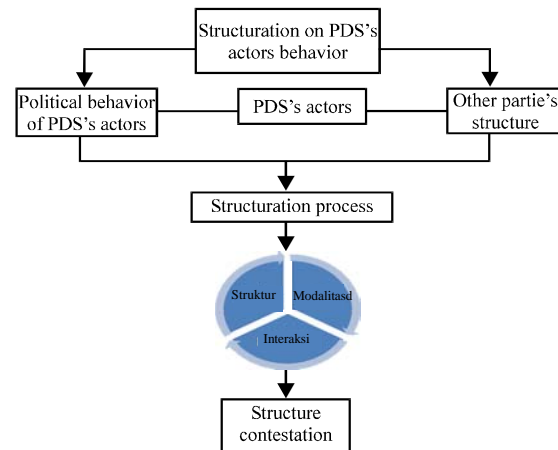 Structuration on PDS's
actors behavior
Political behavior
of PDS's actors
PDS's actors
Other partie's
structure
Structuration process
Struktur
Modalitasd
Interaksi
Structure
contestation